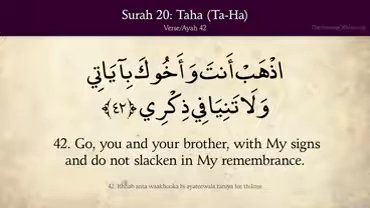 Surah 20: Taha (Ta-Ha)
Verse/Ayah 42
اذْهَبْ أَنتَ وَأَخُوكَ بِآيَاتِي
وَلَا تَنِيَا فِي ذِكْرِي ﴿٤٢﴾
42. Go, you and your brother, with My signs
and do not slacken in My remembrance.
42. Ithhab anta waakhooka bi-ayateewala taniya fee thikree